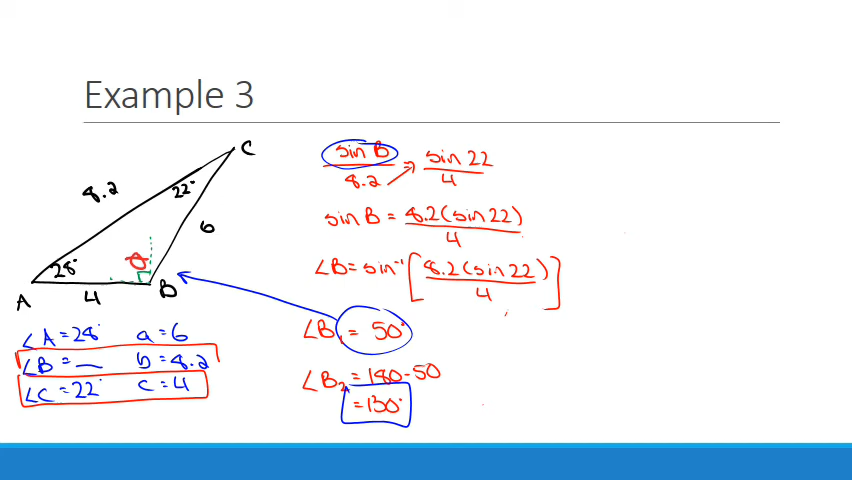 Example 3
C
8.2
22°
6
θ
28°
A
4
B
∠A = 28° a = 6
∠B = __ b = 8.2
∠C = 22° c = 4
sin B / 8.2 = sin 22 / 4
sin B = 8.2(sin 22) / 4
∠B = sin⁻¹ [8.2(sin 22) / 4]
∠B₁ = 50°
∠B₂ = 180 - 50
= 130°